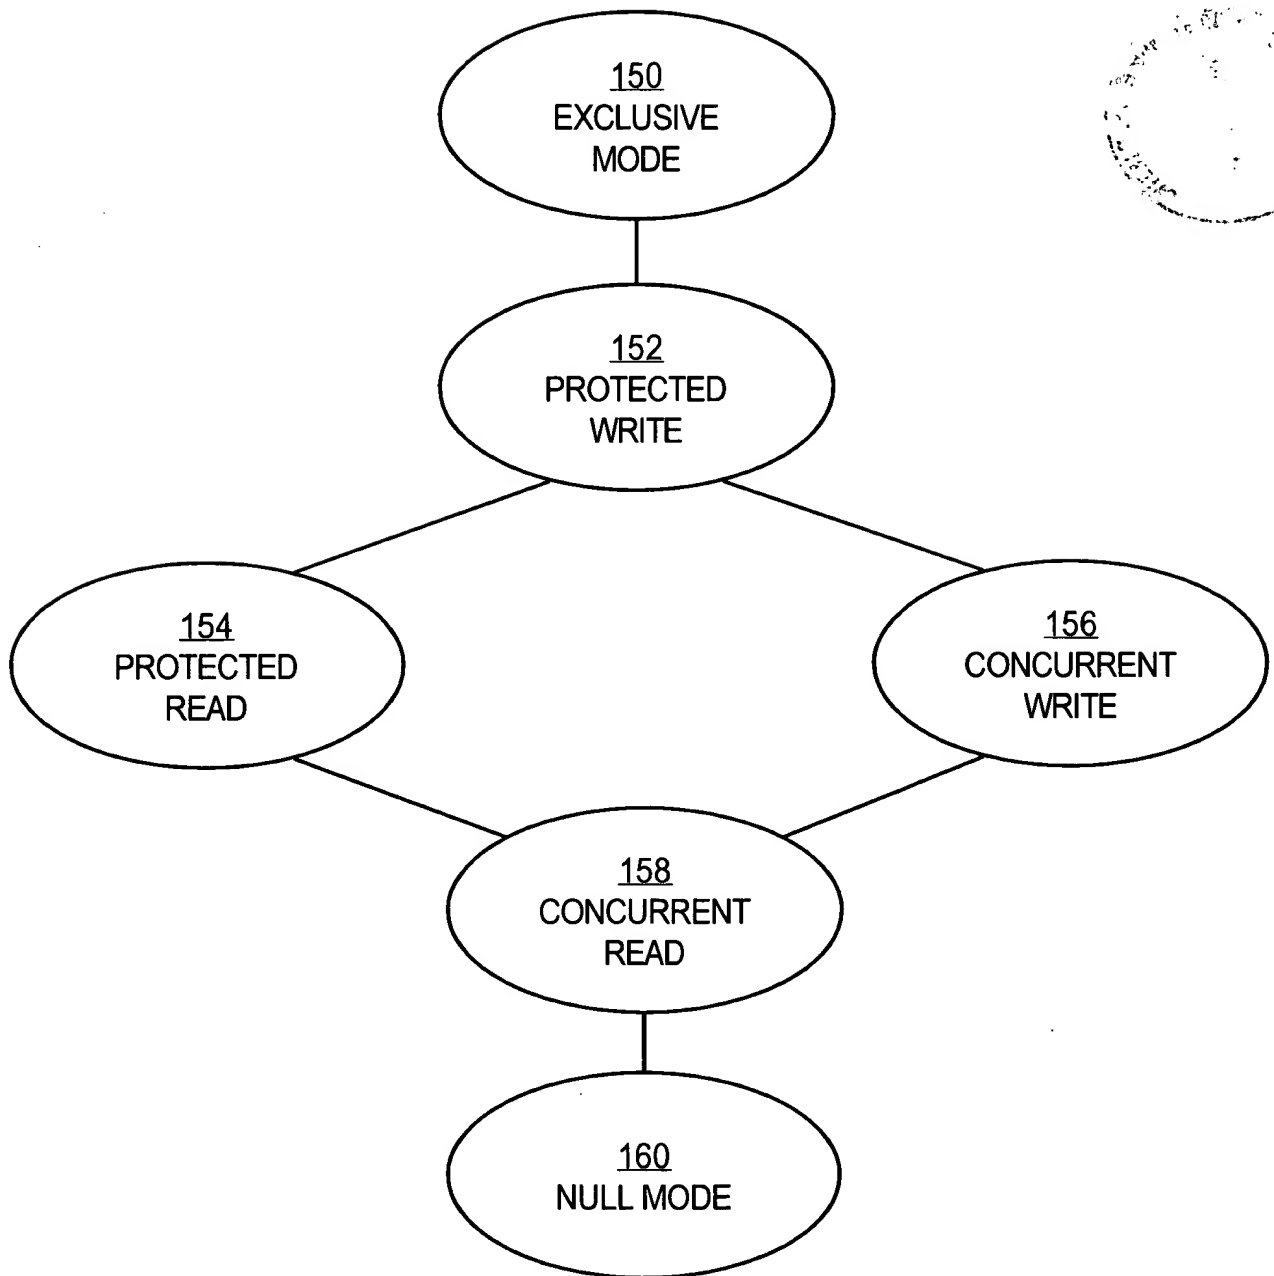 150
EXCLUSIVE
MODE
152
PROTECTED
WRITE
154
PROTECTED
READ
156
CONCURRENT
WRITE
158
CONCURRENT
READ
160
NULL MODE